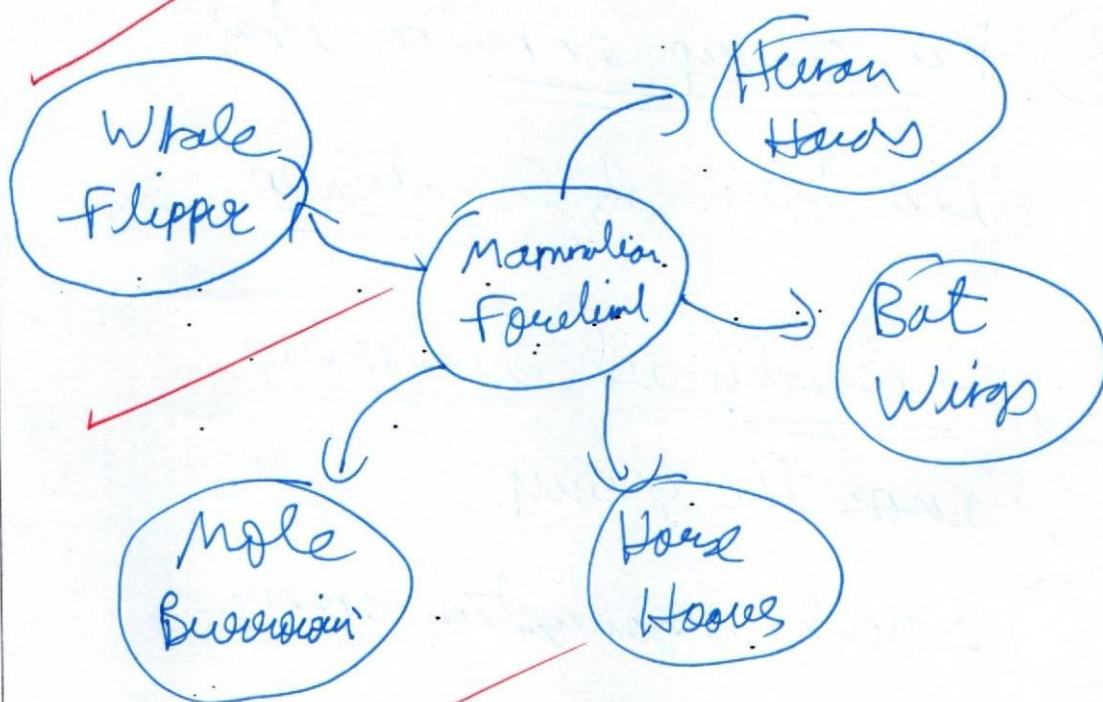 Human
Hands
Whale
Flipper
Mammalian
Forelimb
Bat
Wings
Mole
Horse
Hooves